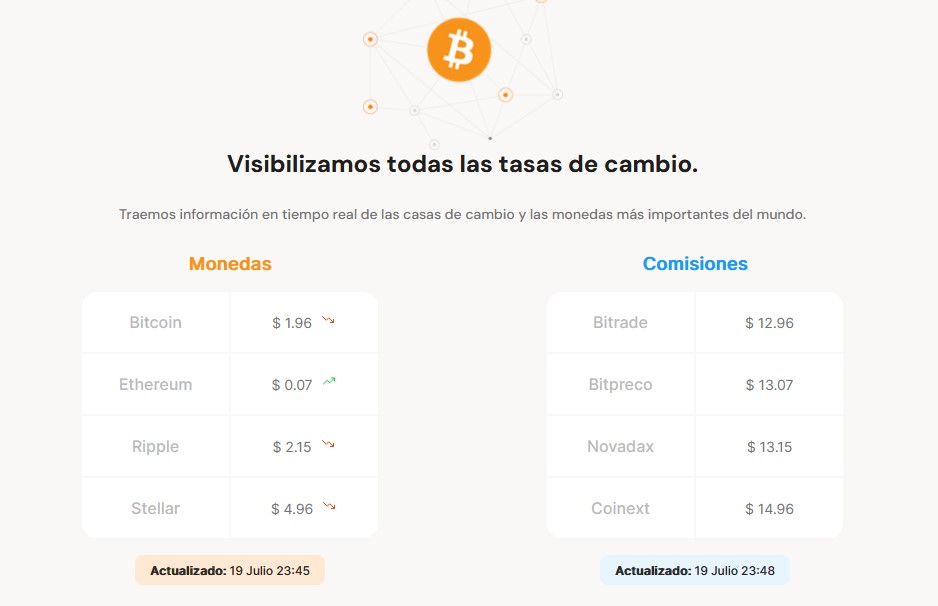 Visibilizamos todas las tasas de cambio.
Traemos información en tiempo real de las casas de cambio y las monedas más importantes del mundo.
Monedas
Bitcoin $ 1.96
Ethereum $ 0.07
Ripple $ 2.15
Stellar $ 4.96
Actualizado: 19 Julio 23:45
Comisiones
Bitrade $ 12.96
Bitpreco $ 13.07
Novadax $ 13.15
Coinext $ 14.96
Actualizado: 19 Julio 23:48